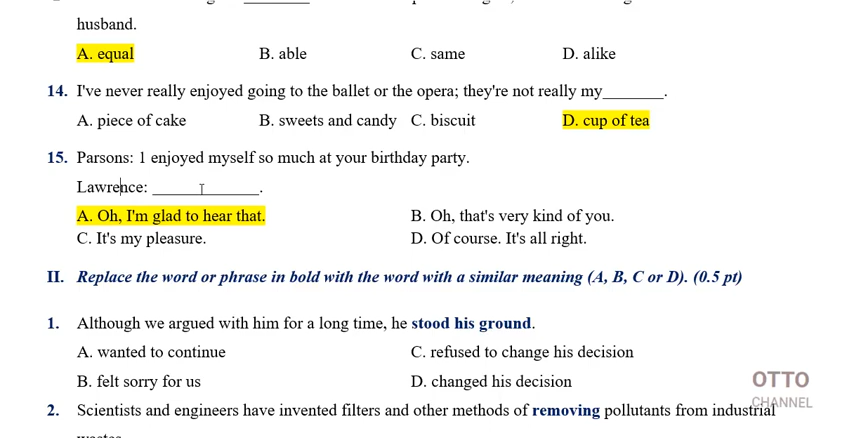 husband.
A. equal B. able C. same D. alike
14. I've never really enjoyed going to the ballet or the opera; they're not really my_______.
A. piece of cake B. sweets and candy C. biscuit D. cup of tea
15. Parsons: 1 enjoyed myself so much at your birthday party.
Lawrence: _____________.
A. Oh, I'm glad to hear that. B. Oh, that's very kind of you.
C. It's my pleasure. D. Of course. It's all right.
II. Replace the word or phrase in bold with the word with a similar meaning (A, B, C or D). (0.5 pt)
1. Although we argued with him for a long time, he stood his ground.
A. wanted to continue C. refused to change his decision
B. felt sorry for us D. changed his decision
OTTO
CHANNEL
2. Scientists and engineers have invented filters and other methods of removing pollutants from industrial